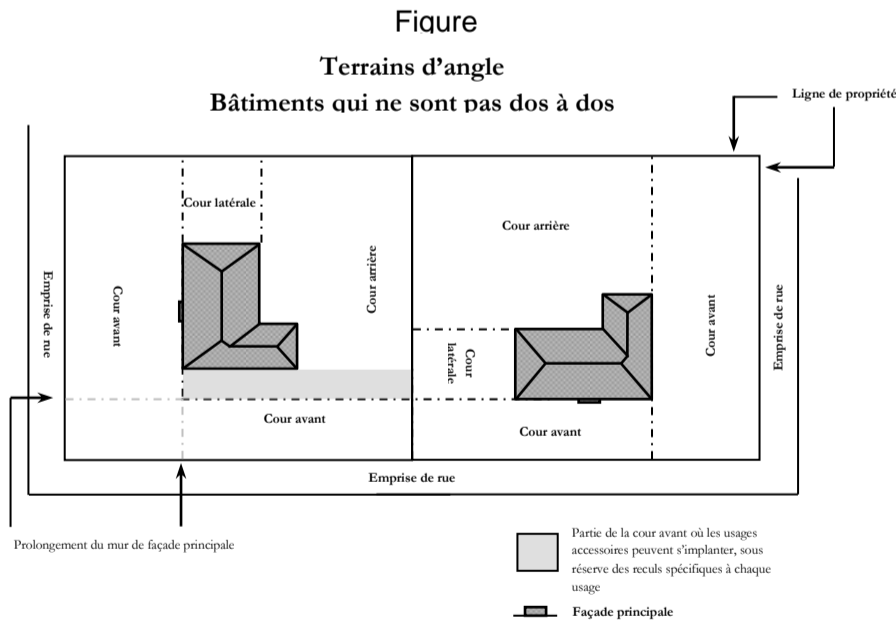 Figure
Terrains d'angle
Bâtiments qui ne sont pas dos à dos
Ligne de propriété
Cour latérale
Cour arrière
Cour arrière
Emprise de rue
Cour avant
Cour
latérale
Cour avant
Emprise de rue
Cour avant
Cour avant
Emprise de rue
Prolongement du mur de façade principale
Partie de la cour avant où les usages
accessoires peuvent s'implanter, sous
réserve des reculs spécifiques à chaque
usage
Façade principale